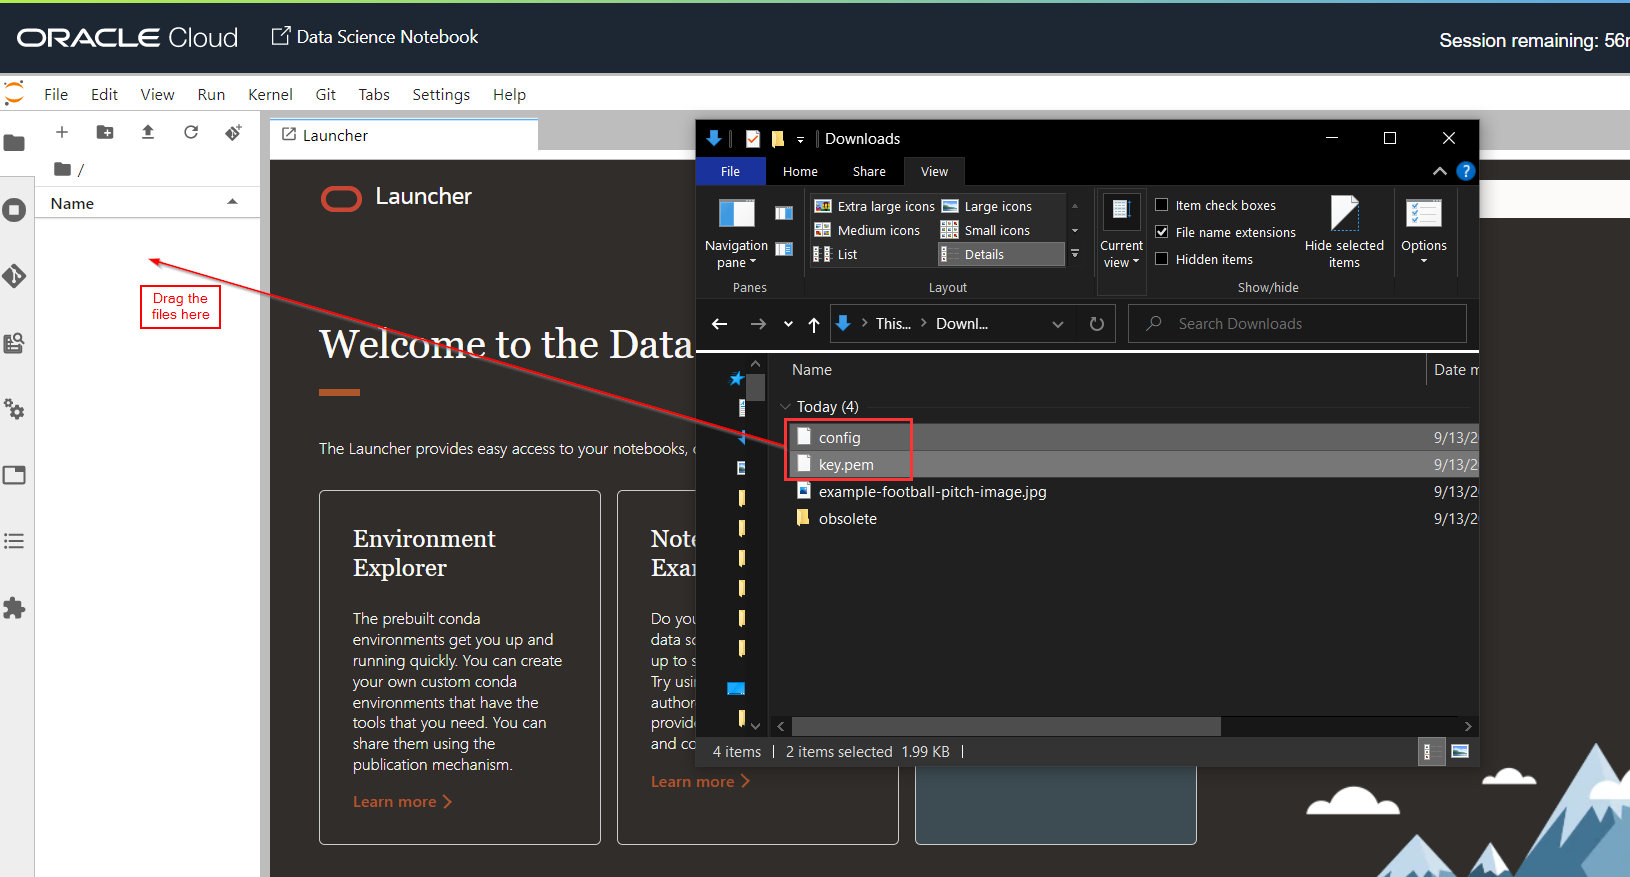 ORACLE Cloud
Data Science Notebook
Session remaining: 56
File Edit View Run Kernel Git Tabs Settings Help
/
Name
Drag the
files here
Launcher
Launcher
Welcome to the Data
The Launcher provides easy access to your notebooks,
Environment
Explorer
The prebuilt conda
environments get you up and
running quickly. You can create
your own custom conda
environments that have the
tools that you need. You can
share them using the
publication mechanism.
Learn more
Do you
data sc
up to s
Try usi
author
provide
and co
Learn more
Downloads
File Home Share View
?
Navigation
pane
Panes
Extra large icons Large icons
Medium icons Small icons
List Details
Layout
Current
view
Item check boxes
File name extensions
Hidden items
Hide selected
items
Show/hide
Options
This... Downl...
Search Downloads
Name Date m
Today (4)
config 9/13/2
key.pem 9/13/2
example-football-pitch-image.jpg 9/13/2
obsolete 9/13/2
4 items 2 items selected 1.99 KB